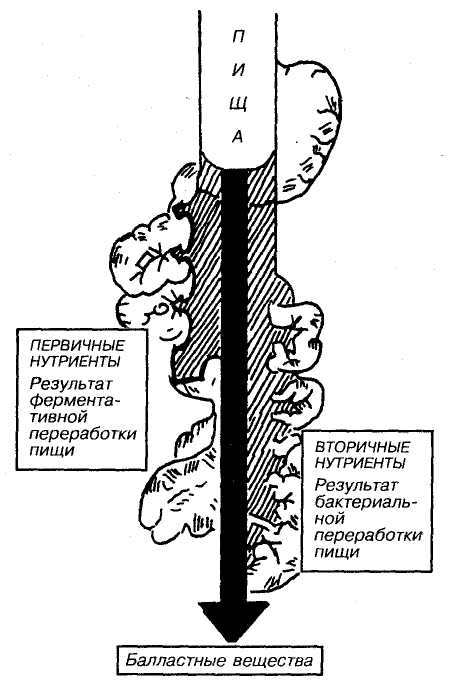 П
И
Щ
А
ПЕРВИЧНЫЕ
НУТРИЕНТЫ
Результат
фермента-
тивной
переработки
пищи
ВТОРИЧНЫЕ
НУТРИЕНТЫ
Результат
бактериаль-
ной
переработки
пищи
Балластные вещества